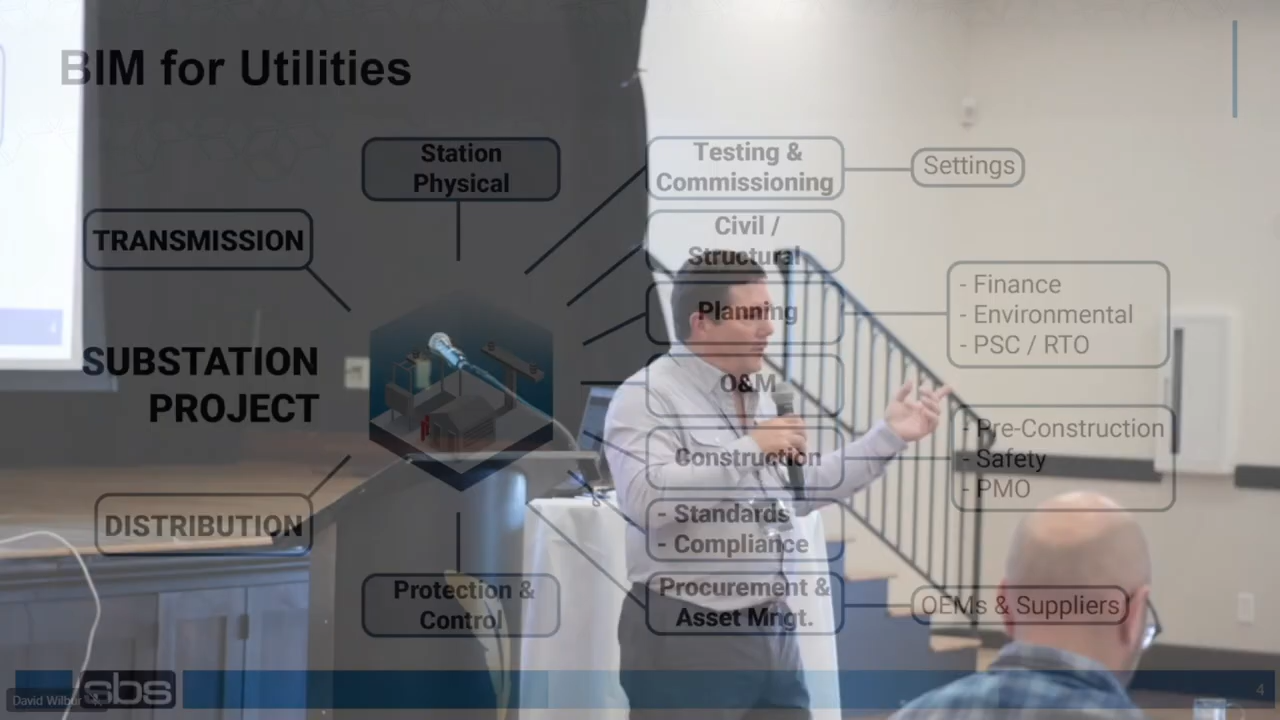 BIM for Utilities
Station
Physical
Testing &
Commissioning
Settings
Civil /
Structural
TRANSMISSION
Planning
- Finance
- Environmental
- PSC / RTO
SUBSTATION
PROJECT
O&M
Construction
- Pre-Construction
- Safety
- PMO
DISTRIBUTION
- Standards
- Compliance
Protection &
Control
Procurement &
Asset Mngt.
OEMs & Suppliers
sbs
David Wilbur
4